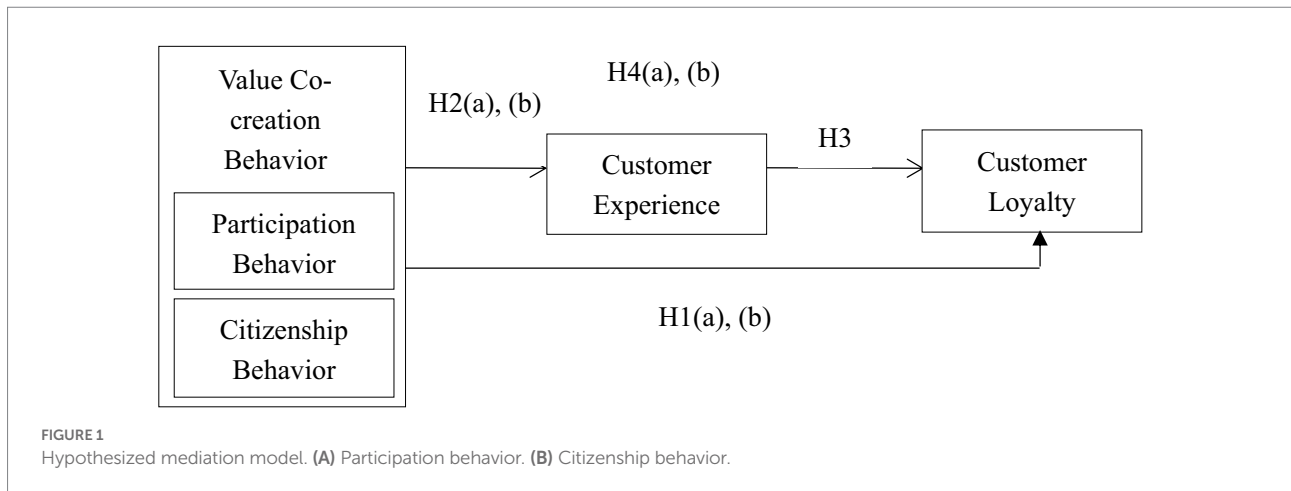 Value Co-
creation
Behavior
Participation
Behavior
Citizenship
Behavior
H2(a), (b)
H4(a), (b)
Customer
Experience
H3
Customer
Loyalty
H1(a), (b)
FIGURE 1
Hypothesized mediation model. (A) Participation behavior. (B) Citizenship behavior.